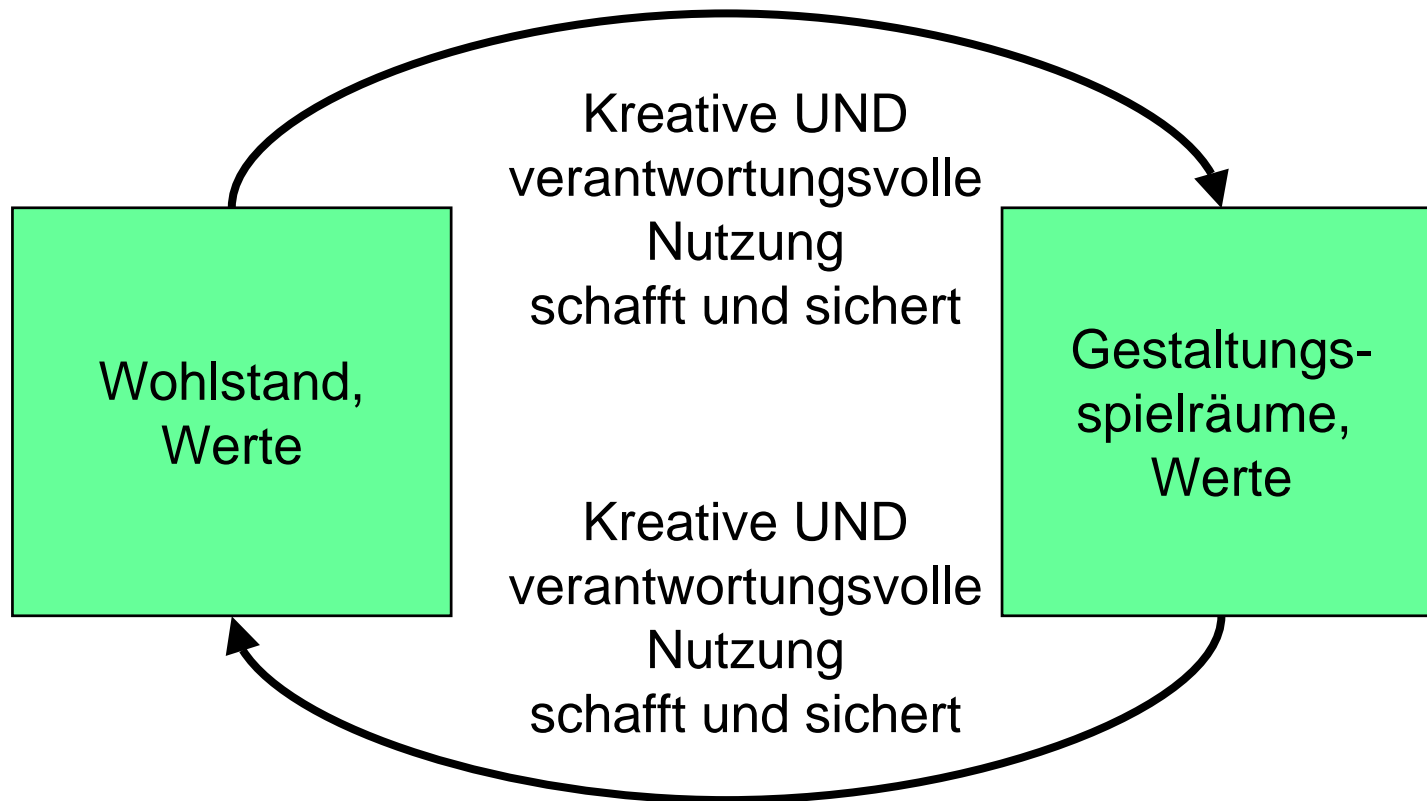 Kreative UND
verantwortungsvolle
Nutzung
schafft und sichert
Wohlstand,
Werte
Gestaltungs-
spielräume,
Werte
Kreative UND
verantwortungsvolle
Nutzung
schafft und sichert